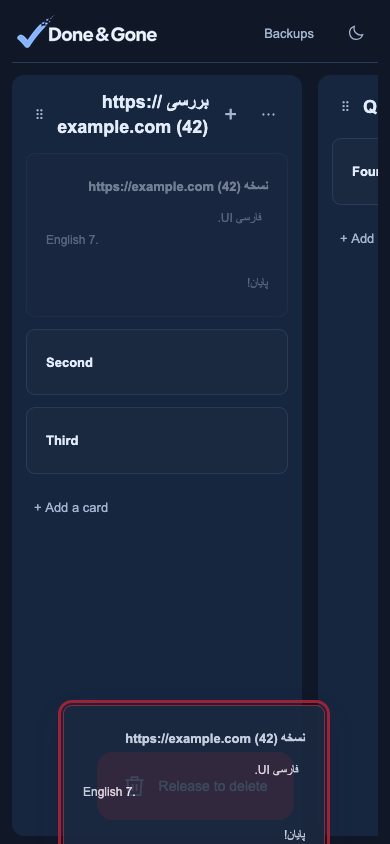 Done & Gone
Backups
بررسی https://
example.com (42)
+
...
Q
نسخه https://example.com (42)
فارسی UI.
English 7.
پایان!
Four
+ Add
Second
Third
+ Add a card
نسخه https://example.com (42)
فارسی UI.
Release to delete
English 7.
پایان!